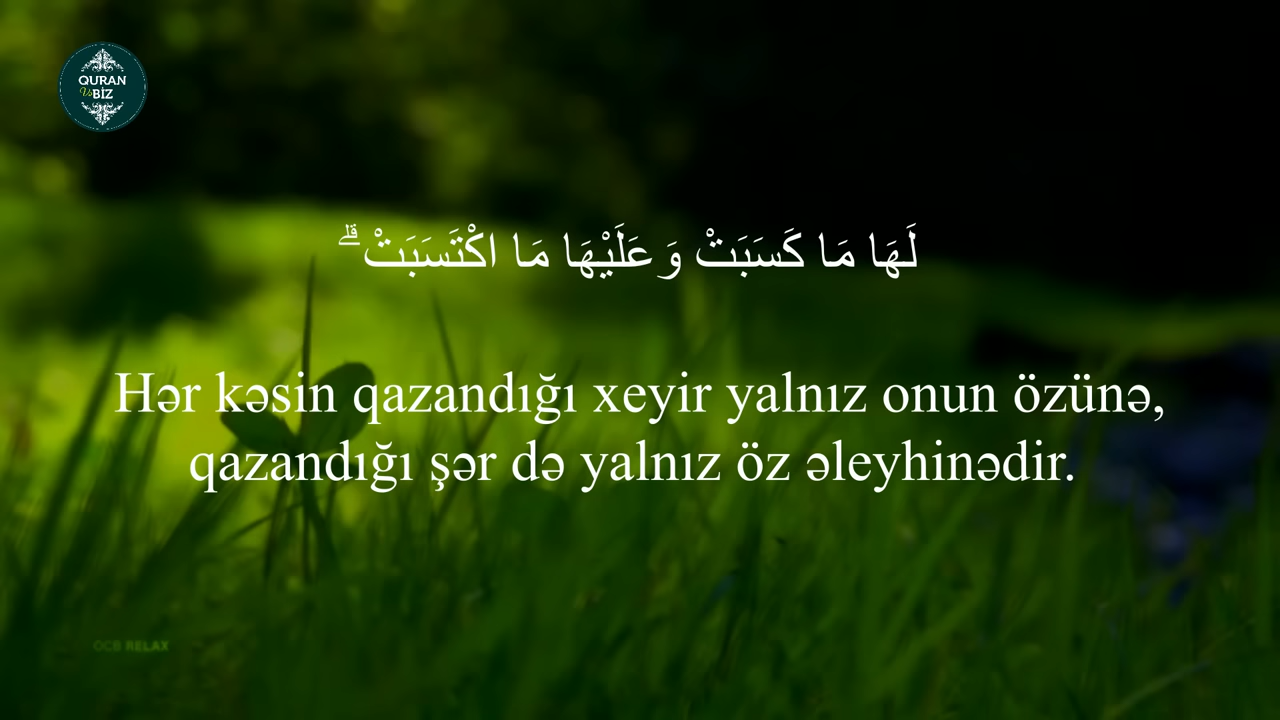 QURAN
Və BİZ
لَهَا مَا كَسَبَتْ وَعَلَيْهَا مَا اكْتَسَبَتْ ۗ
Hər kəsin qazandığı xeyir yalnız onun özünə,
qazandığı şər də yalnız öz əleyhinədir.
OCB RELAX